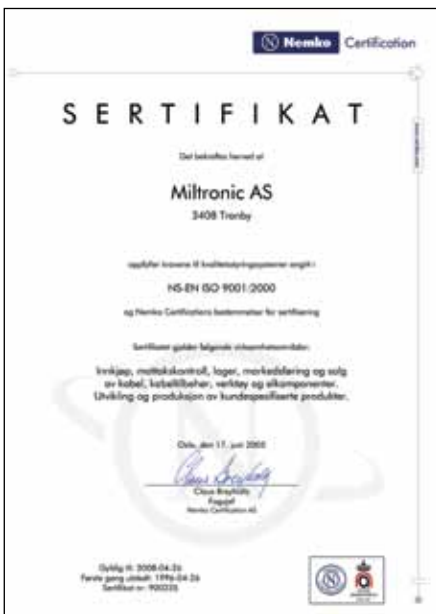 Nemko Certification
SERTIFIKAT
Det bekreftes herved at
Miltronic AS
3408 Tranby
oppfyller kravene til kvalitetsstyringssystemer angitt i
NS-EN ISO 9001:2000
og Nemko Certifications bestemmelser for sertifisering
Sertifikatet gjelder følgende virksomhetsområder:
Innkjøp, mottakskontroll, lager, markedsføring og salg
av kabel, kabeltilbehør, verktøy og elkomponenter.
Utvikling og produksjon av kundespesifiserte produkter.
Oslo, den 17. juni 2005
Claus
Fagsjef
Nemko Certification AS
Gyldig til: 2008-04-26
Første gang utstedt: 1996-04-26
Sertifikat nr: